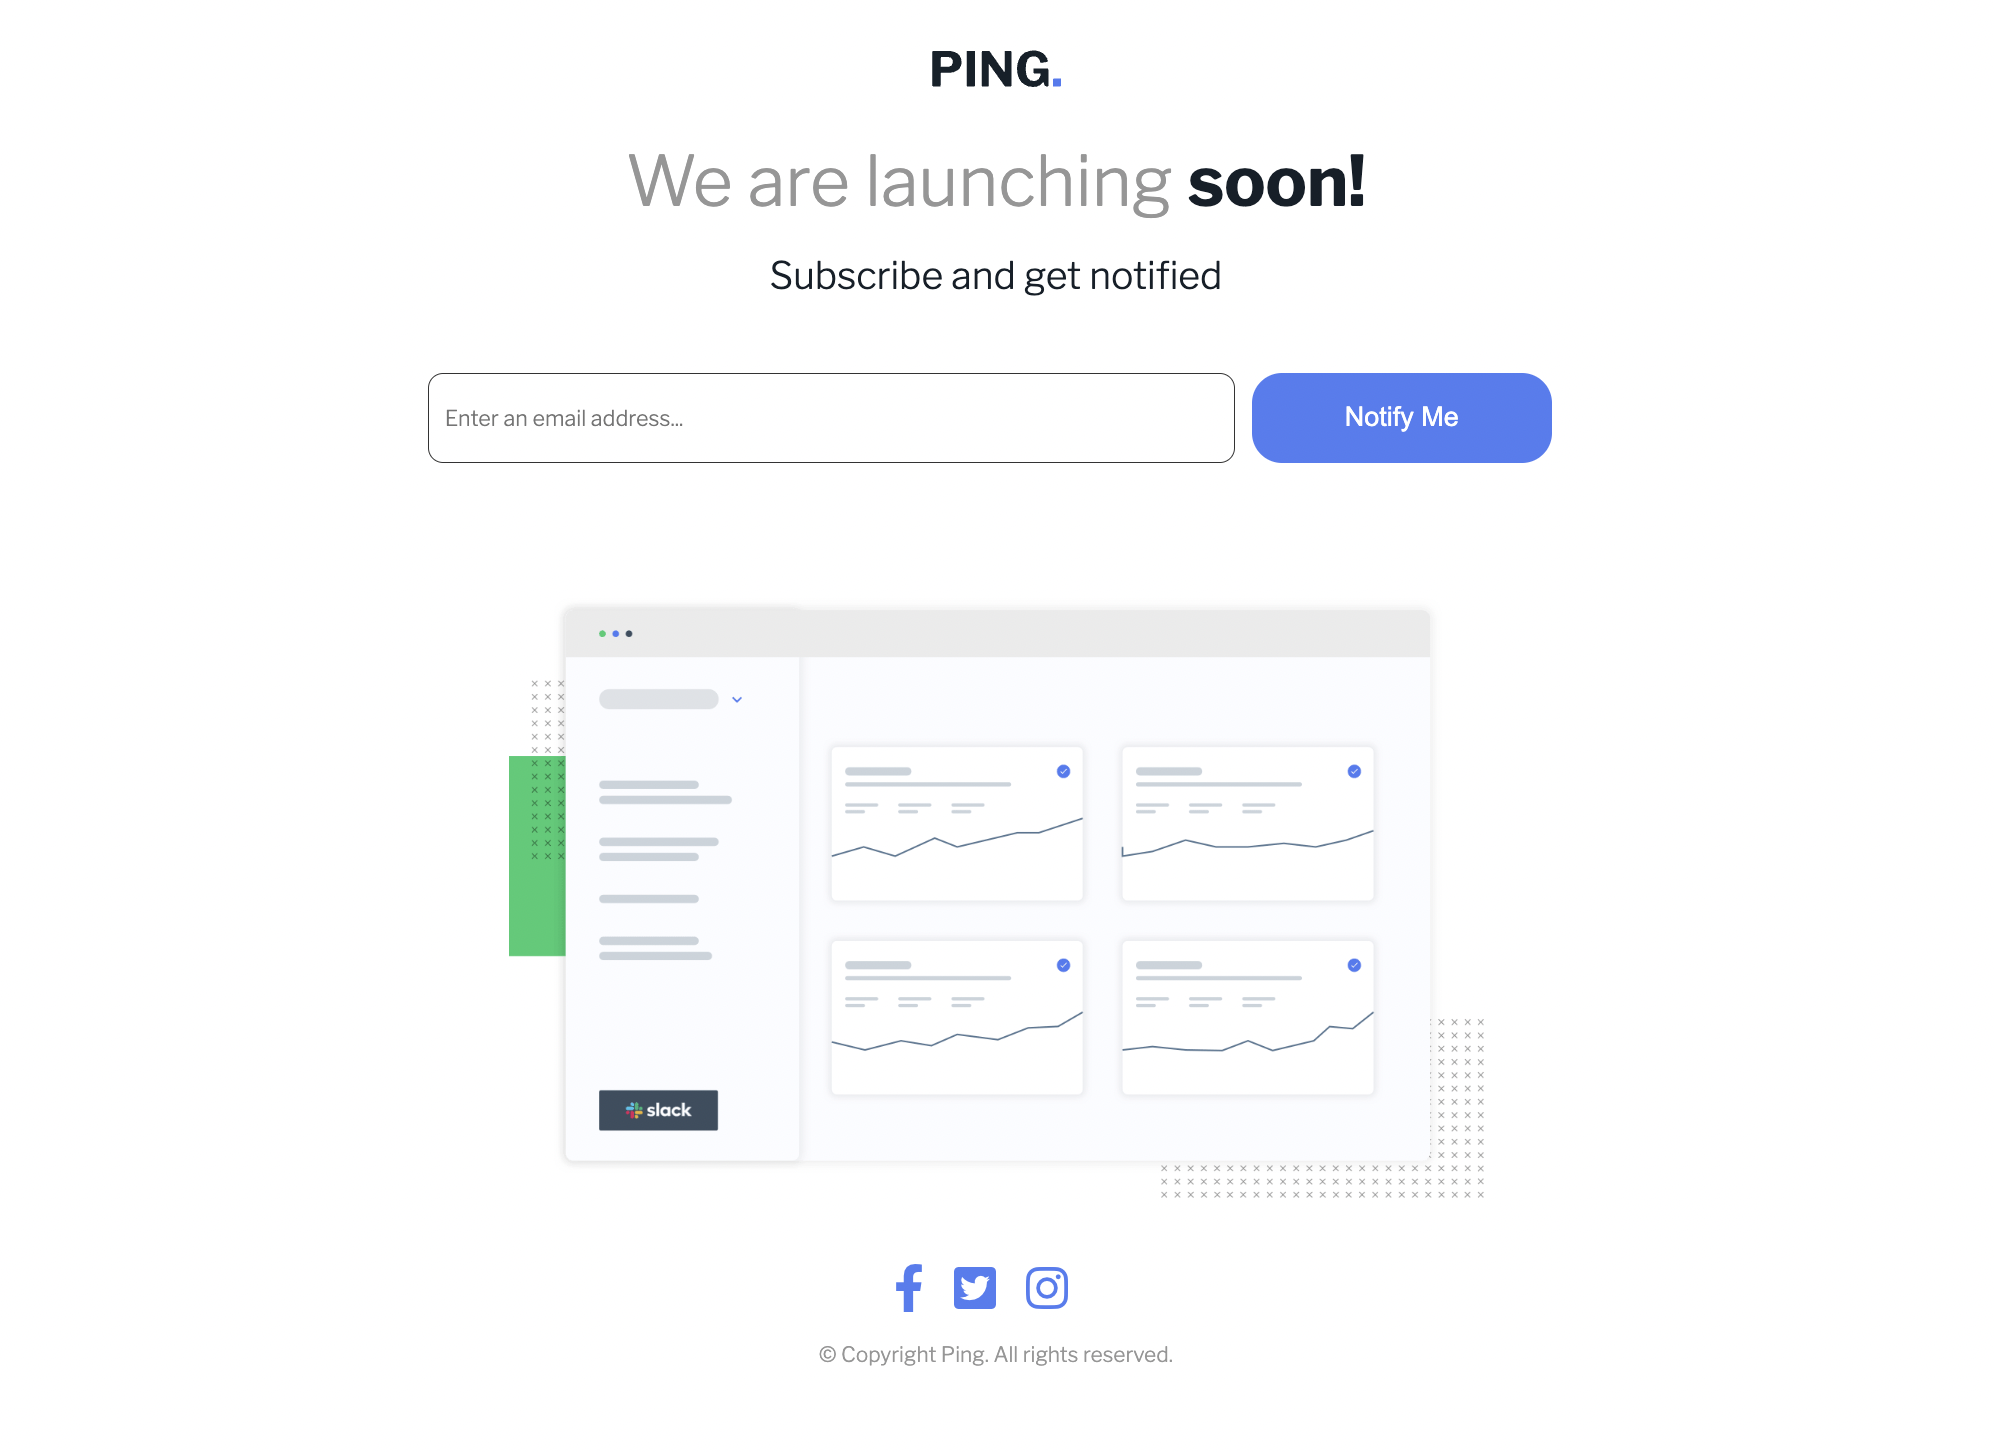 PING.
We are launching soon!
Subscribe and get notified
Enter an email address...
Notify Me
slack
© Copyright Ping. All rights reserved.